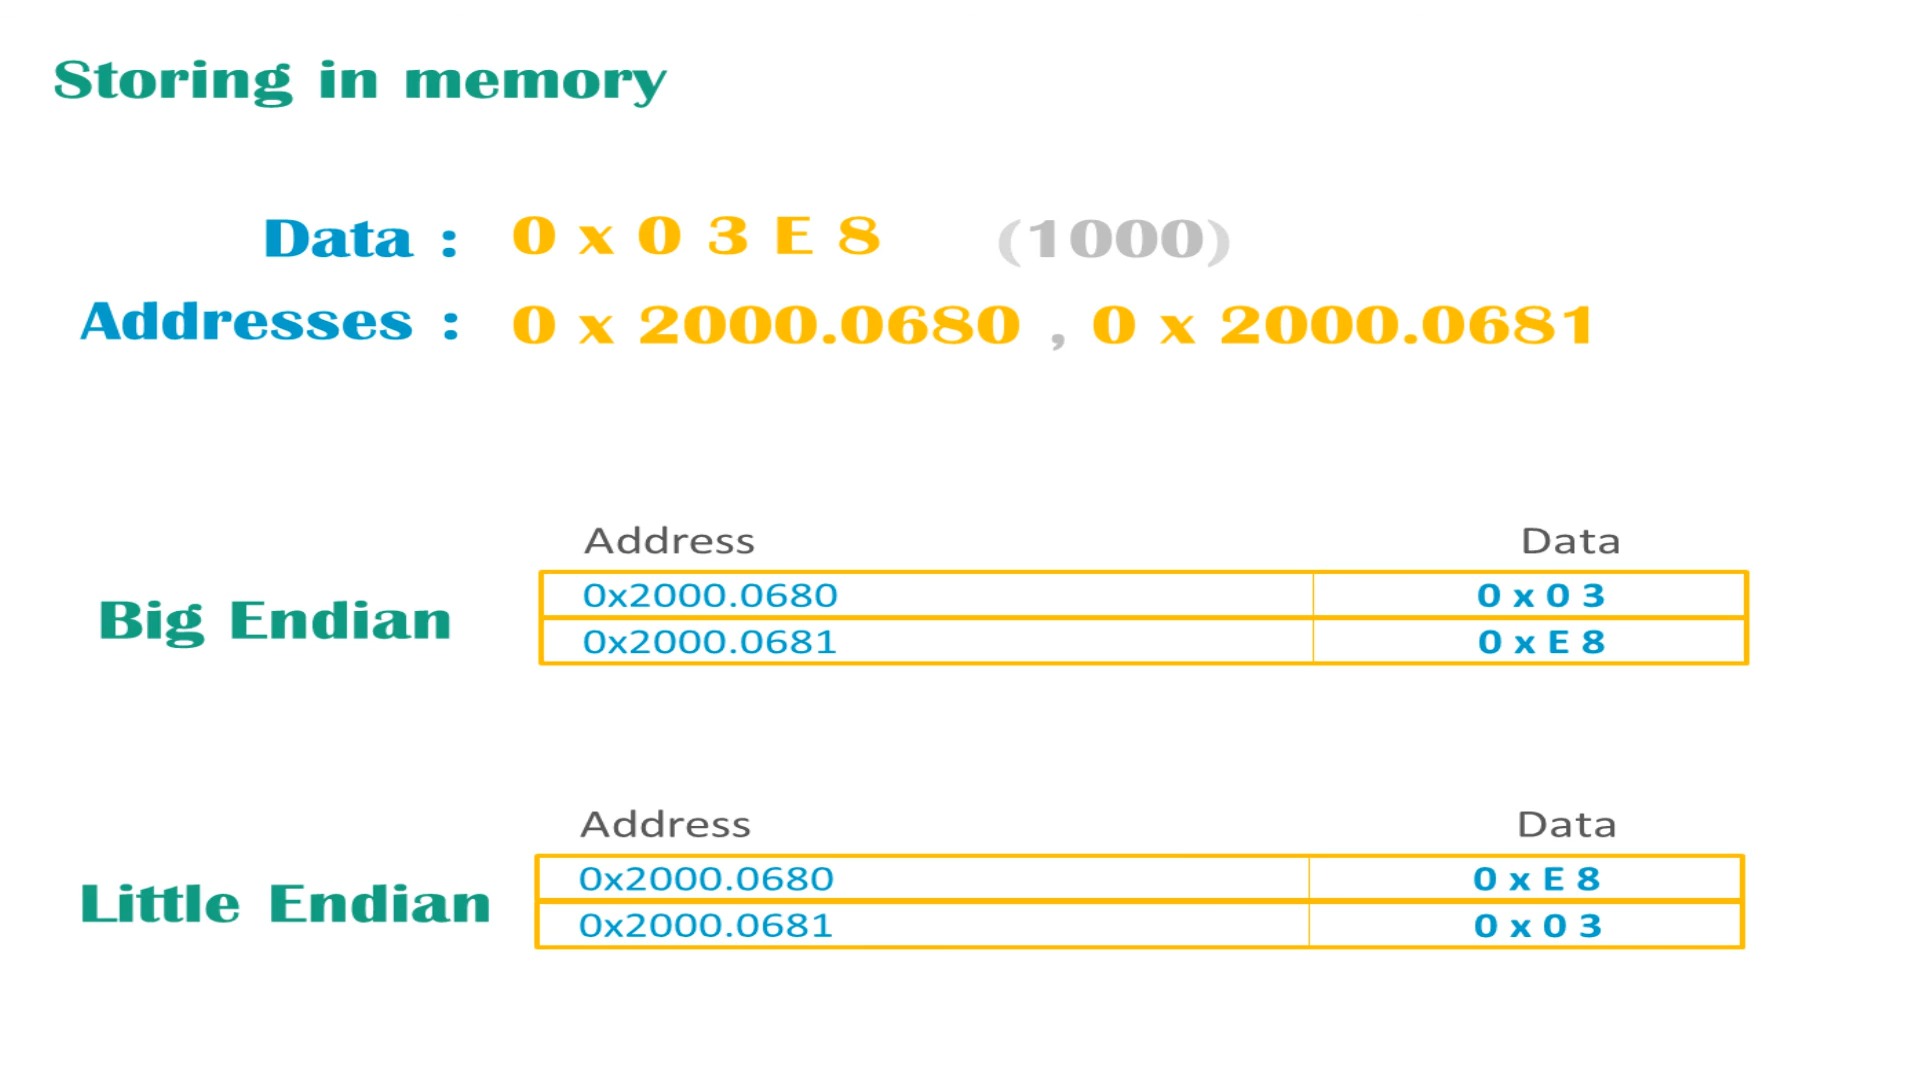 Storing in memory
Data : 0 x 0 3 E 8 (1000)
Addresses : 0 x 2000.0680 , 0 x 2000.0681
Address Data
Big Endian
0x2000.0680 0 x 0 3
0x2000.0681 0 x E 8
Address Data
Little Endian
0x2000.0680 0 x E 8
0x2000.0681 0 x 0 3